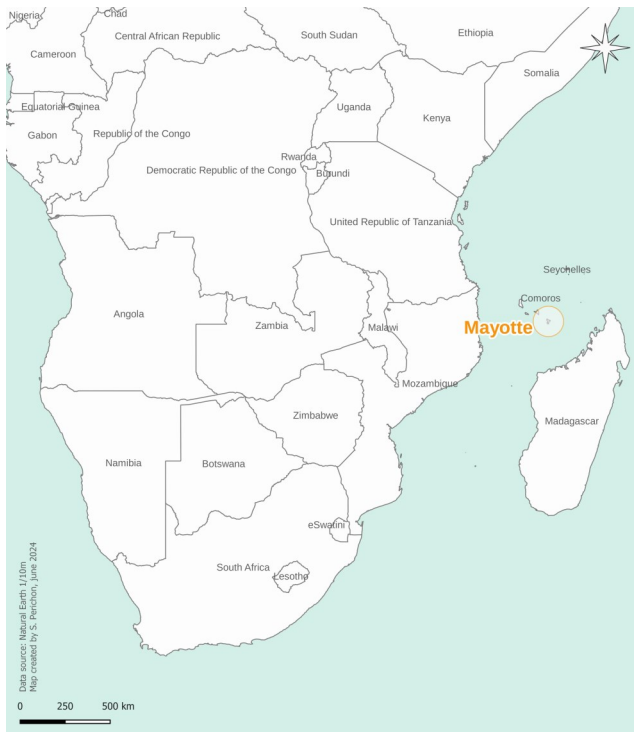 Nigeria
Chad
Central African Republic
South Sudan
Ethiopia
Cameroon
Somalia
Equatorial Guinea
Uganda
Kenya
Gabon
Republic of the Congo
Rwanda
Democratic Republic of the Congo
Burundi
United Republic of Tanzania
Seychelles
Comoros
Angola
Zambia
Malawi
Mayotte
Mozambique
Zimbabwe
Madagascar
Namibia
Botswana
eSwatini
South Africa
Lesotho
Data source: Natural Earth 1/10m
Map created by S. Perichon, June 2024
0 250 500 km